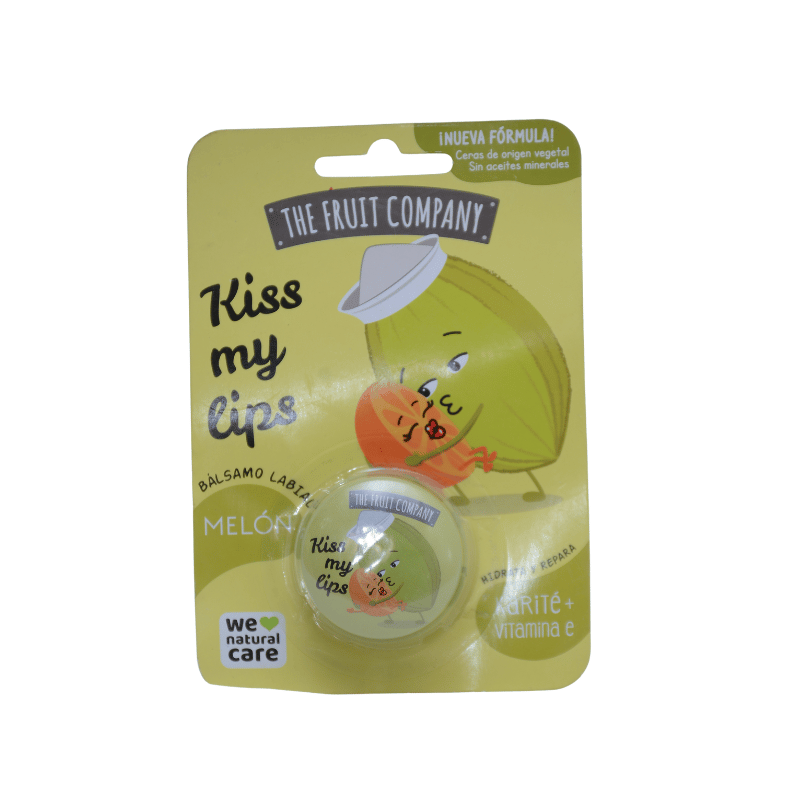 ¡NUEVA FÓRMULA!
Ceras de origen vegetal
Sin aceites minerales
THE FRUIT COMPANY
Kiss
my
lips
BÁLSAMO LABIAL
MELÓN
THE FRUIT COMPANY
Kiss
my
lips
HIDRATA Y REPARA
Karité +
Vitamina e
we
natural
care